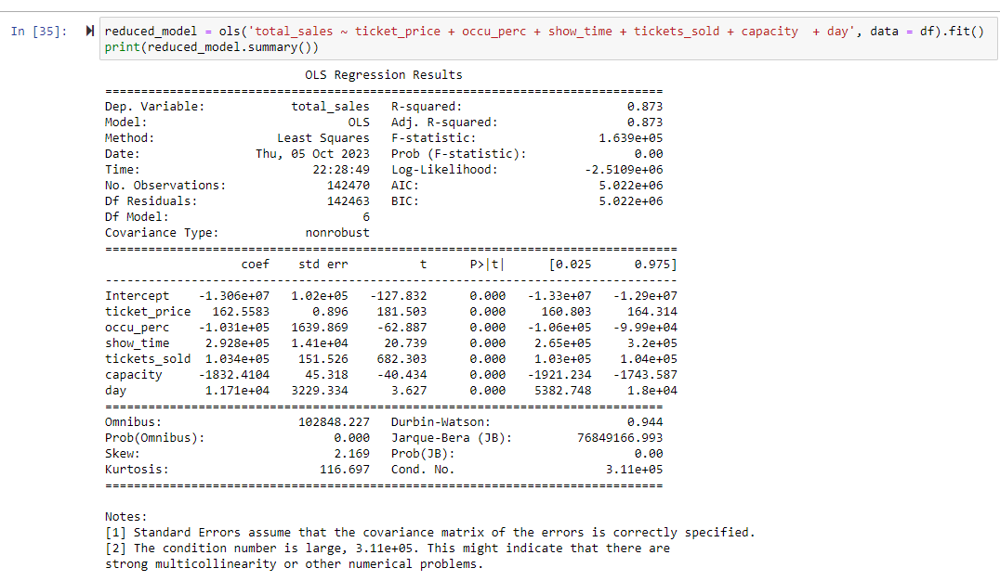 In [35]:
reduced_model = ols('total_sales ~ ticket_price + occu_perc + show_time + tickets_sold + capacity  + day', data = df).fit()
print(reduced_model.summary())
OLS Regression Results
==============================================================================
Dep. Variable:            total_sales   R-squared:                       0.873
Model:                            OLS   Adj. R-squared:                  0.873
Method:                 Least Squares   F-statistic:                 1.639e+05
Date:                Thu, 05 Oct 2023   Prob (F-statistic):               0.00
Time:                        22:28:49   Log-Likelihood:            -2.5109e+06
No. Observations:              142470   AIC:                         5.022e+06
Df Residuals:                  142463   BIC:                         5.022e+06
Df Model:                           6
Covariance Type:            nonrobust
================================================================================
                   coef    std err          t      P>|t|      [0.025      0.975]
--------------------------------------------------------------------------------
Intercept    -1.306e+07   1.02e+05   -127.832      0.000   -1.33e+07   -1.29e+07
ticket_price   162.5583      0.896    181.503      0.000     160.803     164.314
occu_perc    -1.031e+05   1639.869    -62.887      0.000   -1.06e+05   -9.99e+04
show_time     2.928e+05   1.41e+04     20.739      0.000    2.65e+05     3.2e+05
tickets_sold  1.034e+05    151.526    682.303      0.000    1.03e+05    1.04e+05
capacity     -1832.4104     45.318    -40.434      0.000   -1921.234   -1743.587
day           1.171e+04   3229.334      3.627      0.000    5382.748     1.8e+04
==============================================================================
Omnibus:                   102848.227   Durbin-Watson:                   0.944
Prob(Omnibus):                  0.000   Jarque-Bera (JB):         76849166.993
Skew:                           2.169   Prob(JB):                         0.00
Kurtosis:                     116.697   Cond. No.                     3.11e+05
==============================================================================
Notes:
[1] Standard Errors assume that the covariance matrix of the errors is correctly specified.
[2] The condition number is large, 3.11e+05. This might indicate that there are
strong multicollinearity or other numerical problems.